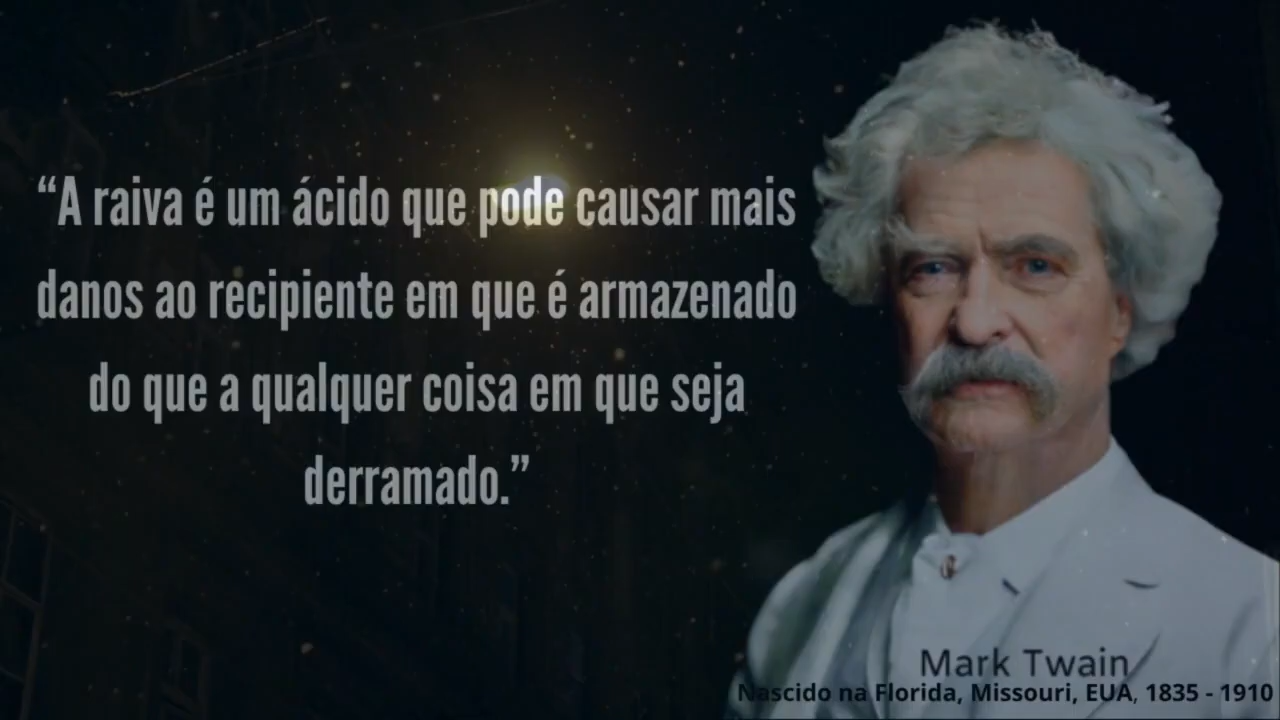 “A raiva é um ácido que pode causar mais
danos ao recipiente em que é armazenado
do que a qualquer coisa em que seja
derramado.”
Mark Twain
Nascido na Florida, Missouri, EUA, 1835 - 1910